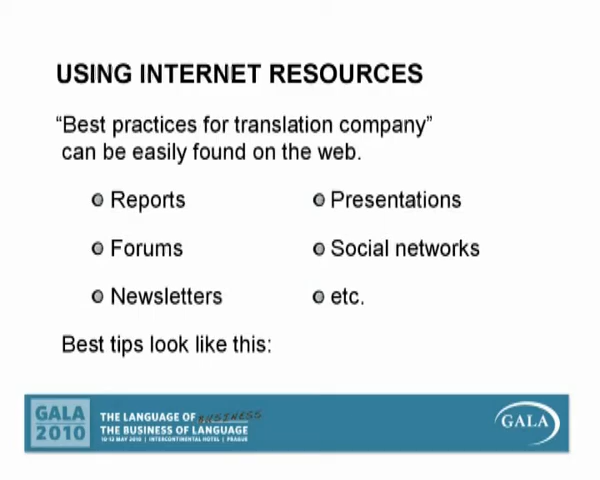 USING INTERNET RESOURCES
“Best practices for translation company”
can be easily found on the web.
Reports
Presentations
Forums
Social networks
Newsletters
etc.
Best tips look like this:
GALA
2010
THE LANGUAGE OF BUSINESS
THE BUSINESS OF LANGUAGE
10-12 MAY 2010 | INTERCONTINENTAL HOTEL | PRAGUE
GALA